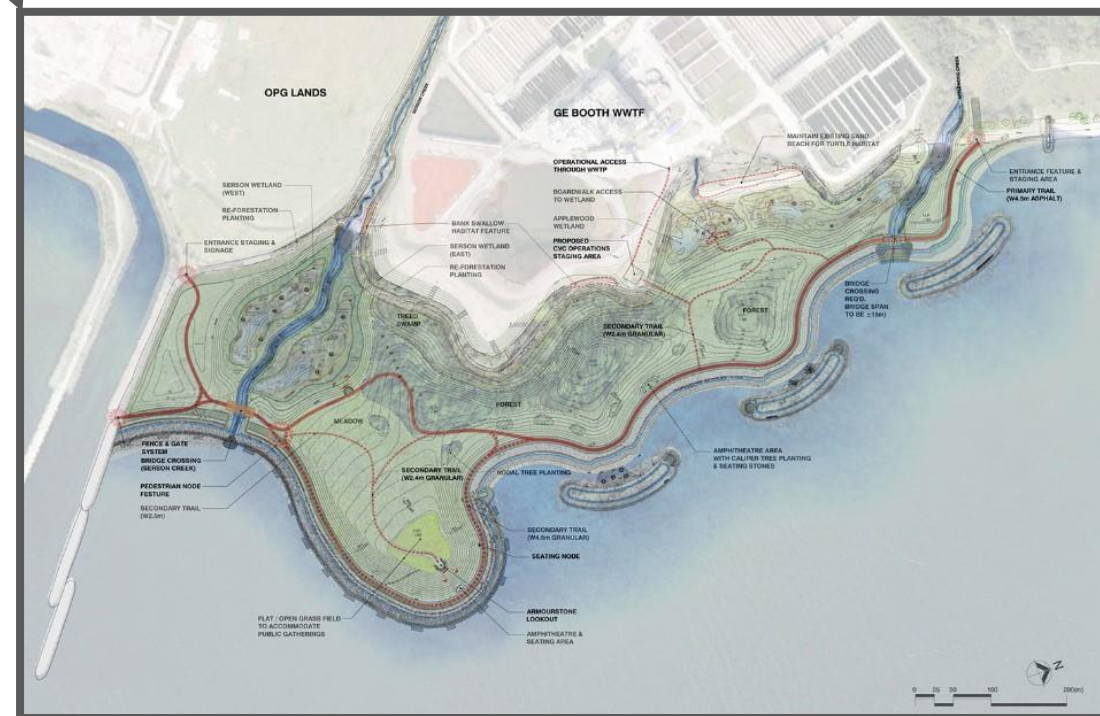 OPG LANDS
GE BOOTH WWTF
MAINTAIN EXISTING SAND
BEACH FOR TURTLE HABITAT
OPERATIONAL ACCESS
THROUGH WWTP
ENTRANCE FEATURE &
STAGING AREA
PRIMARY TRAIL
(W4.5m ASPHALT)
SERSON WETLAND
(WEST)
RE-FORESTATION
PLANTING
ENTRANCE STAGING &
SIGNAGE
BANK SWALLOW
HABITAT FEATURE
SERSON WETLAND
(EAST)
RE-FORESTATION
PLANTING
BOARDWALK ACCESS
TO WETLAND
APPLEWOOD
WETLAND
PROPOSED
CVC OPERATIONS
STAGING AREA
BRIDGE
CROSSING
REQ'D.
BRIDGE SPAN
TO BE
TREED
SWAMP
SECONDARY TRAIL
(W2.4m GRANULAR)
FOREST
FOREST
MEADOW
FENCE & GATE
SYSTEM
BRIDGE CROSSING
(SERSON CREEK)
PEDESTRIAN NODE
FEATURE
SECONDARY TRAIL
(W2.5m)
SECONDARY TRAIL
(W2.4m GRANULAR)
NODAL TREE PLANTING
AMPHITHEATRE AREA
WITH CALIPER TREE PLANTING
& SEATING STONES
SECONDARY TRAIL
SEATING NODE
FLAT / OPEN GRASS FIELD
TO ACCOMMODATE
PUBLIC GATHERINGS
ARMOURSTONE
LOOKOUT
AMPHITHEATRE &
SEATING AREA
N
0 25 50 100 200(m)